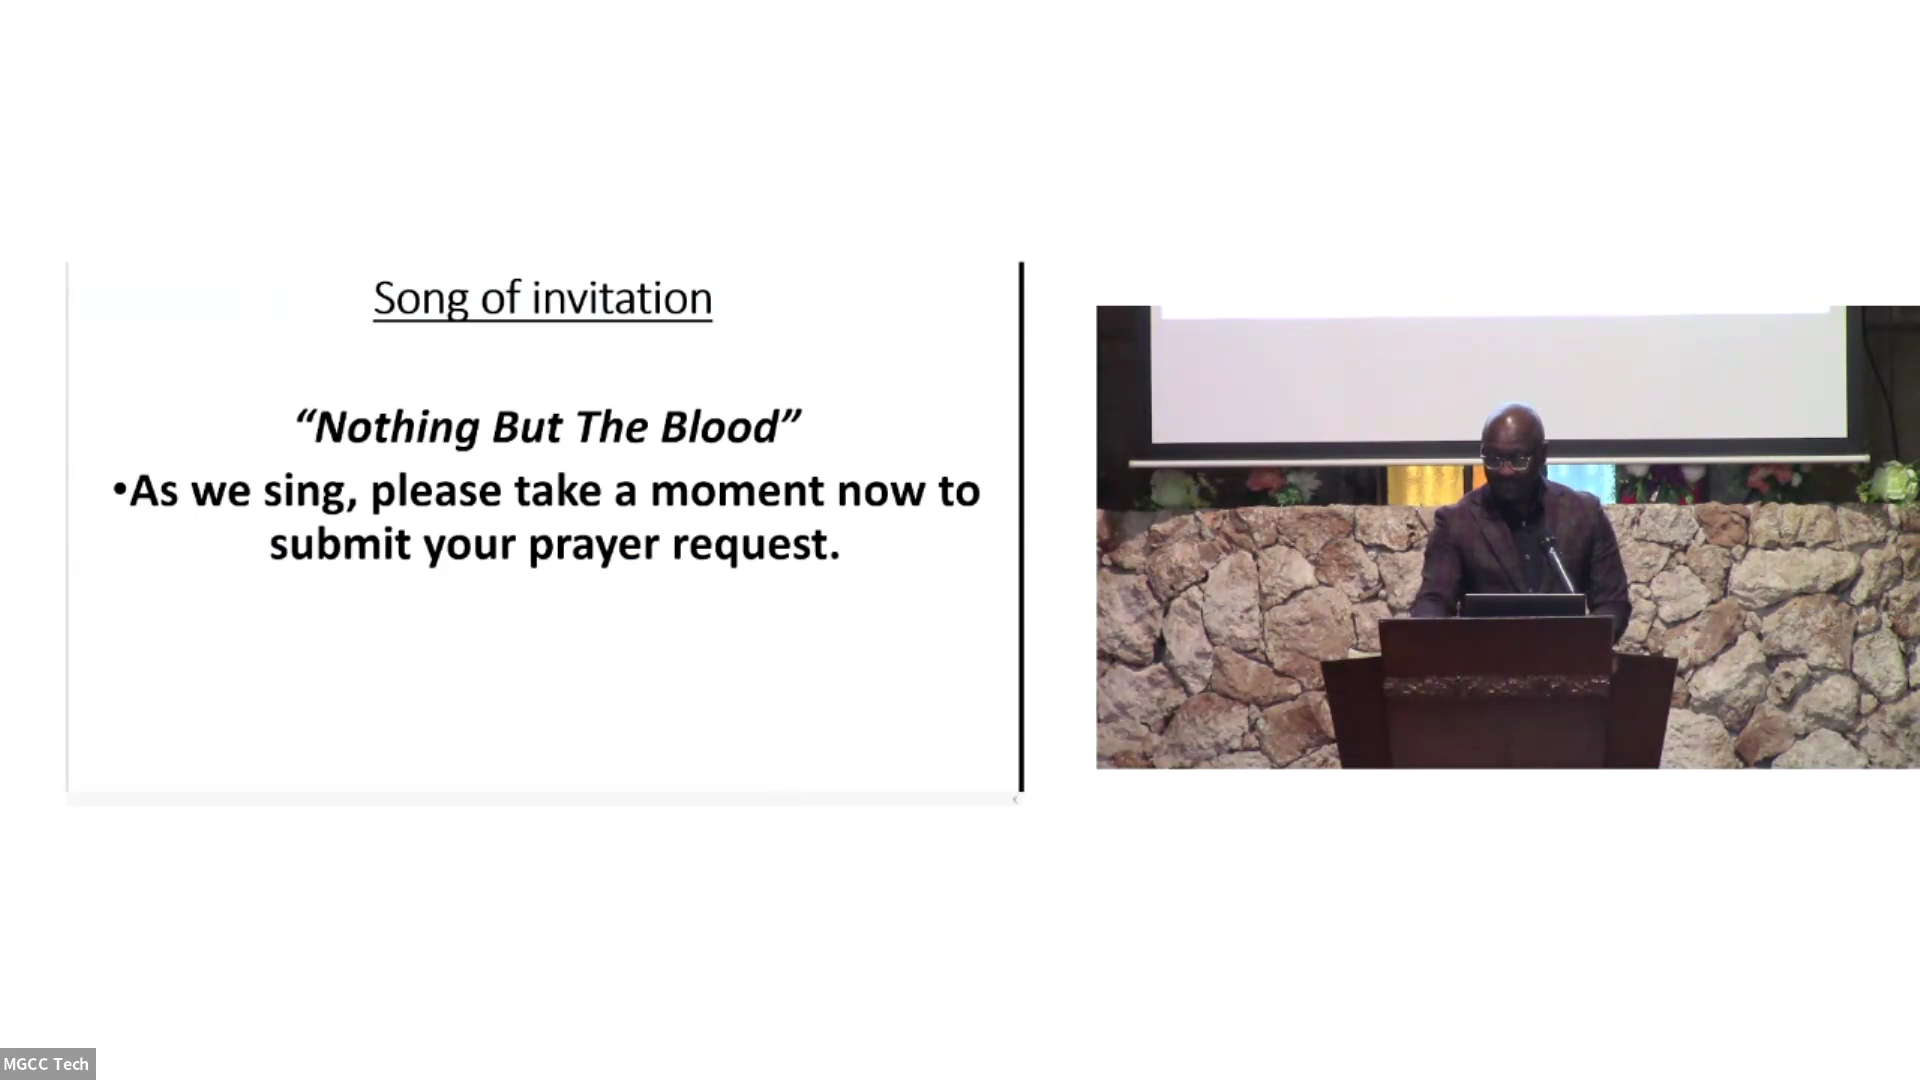 Song of invitation
“Nothing But The Blood”
•As we sing, please take a moment now to
submit your prayer request.
MGCC Tech